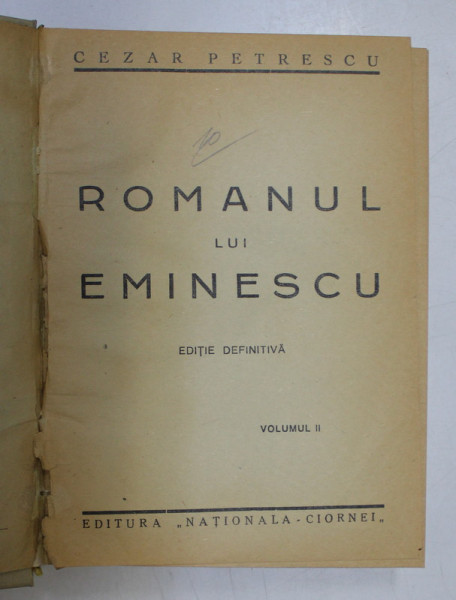 CEZAR PETRESCU
ROMANUL
LUI
EMINESCU
EDIȚIE DEFINITIVĂ
VOLUMUL II
EDITURA „NAȚIONALA - CIORNEI„